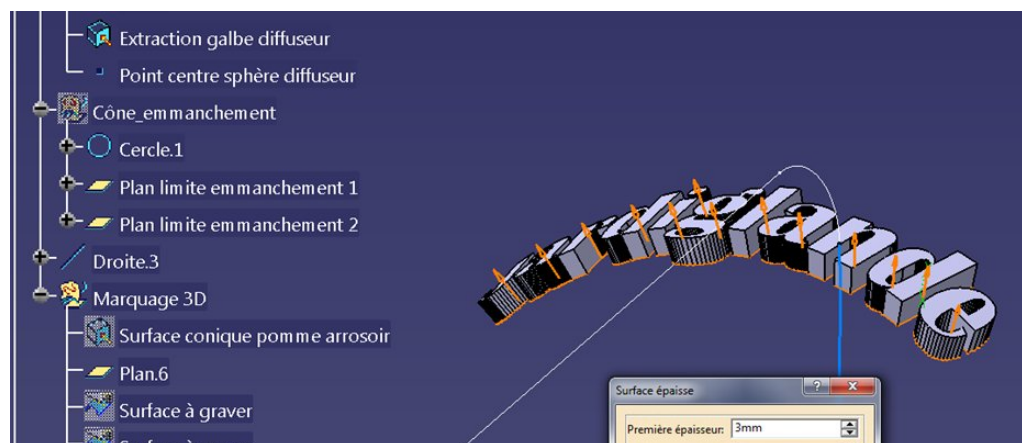 Extraction galbe diffuseur
Point centre sphère diffuseur
Cône_emmanchement
Cercle.1
Plan limite emmanchement 1
Plan limite emmanchement 2
Droite.3
Marquage 3D
Surface conique pomme arrosoir
Plan.6
Surface à graver
Surface épaisse
Première épaisseur: 3mm